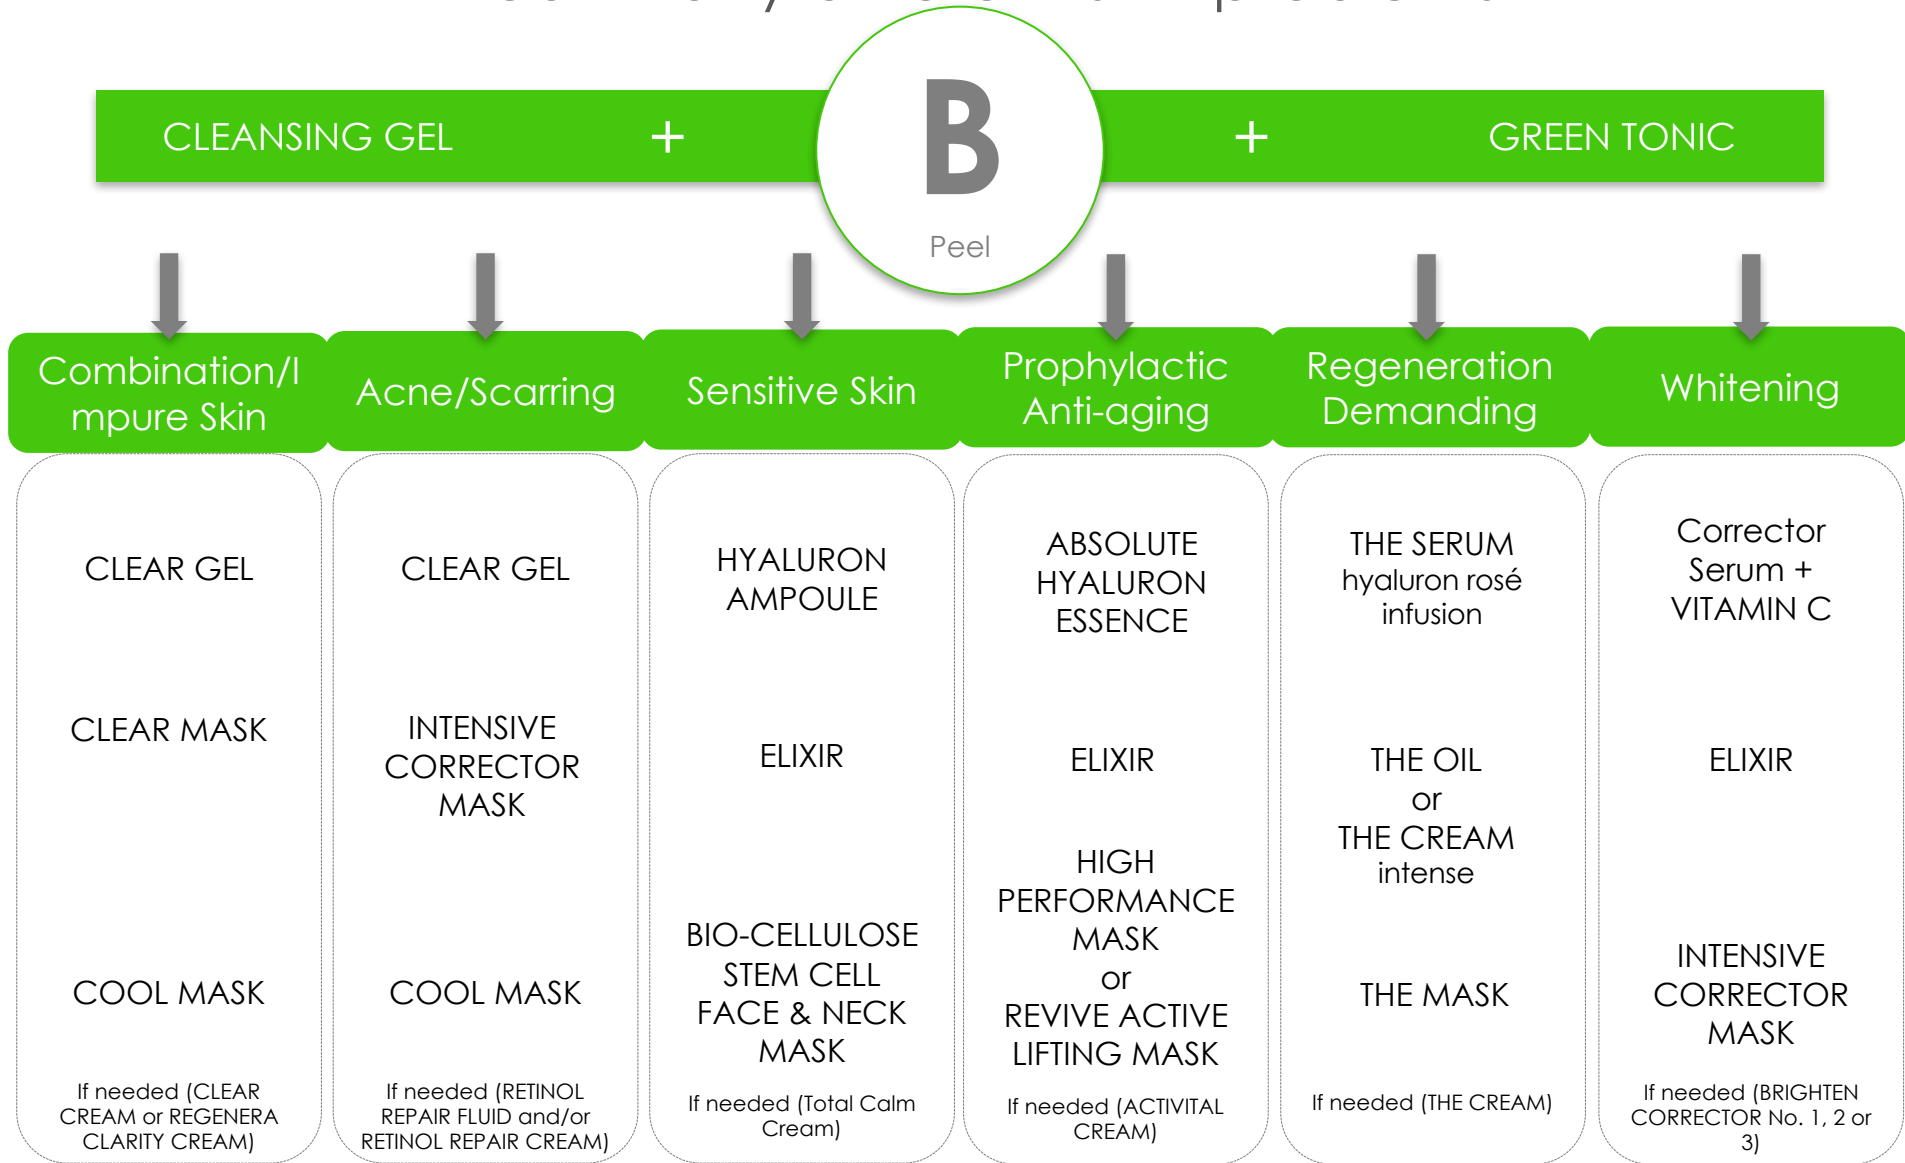 CLEANSING GEL
+
B
Peel
+
GREEN TONIC
Combination/I
mpure Skin
CLEAR GEL
CLEAR MASK
COOL MASK
If needed (CLEAR
CREAM or REGENERA
CLARITY CREAM)
Acne/Scarring
CLEAR GEL
INTENSIVE
CORRECTOR
MASK
COOL MASK
If needed (RETINOL
REPAIR FLUID and/or
RETINOL REPAIR CREAM)
Sensitive Skin
HYALURON
AMPOULE
ELIXIR
BIO-CELLULOSE
STEM CELL
FACE & NECK
MASK
If needed (Total Calm
Cream)
Prophylactic
Anti-aging
ABSOLUTE
HYALURON
ESSENCE
ELIXIR
HIGH
PERFORMANCE
MASK
or
REVIVE ACTIVE
LIFTING MASK
If needed (ACTIVITAL
CREAM)
Regeneration
Demanding
THE SERUM
hyaluron rosé
infusion
THE OIL
or
THE CREAM
intense
THE MASK
If needed (THE CREAM)
Whitening
Corrector
Serum +
VITAMIN C
ELIXIR
INTENSIVE
CORRECTOR
MASK
If needed (BRIGHTEN
CORRECTOR No. 1, 2 or
3)